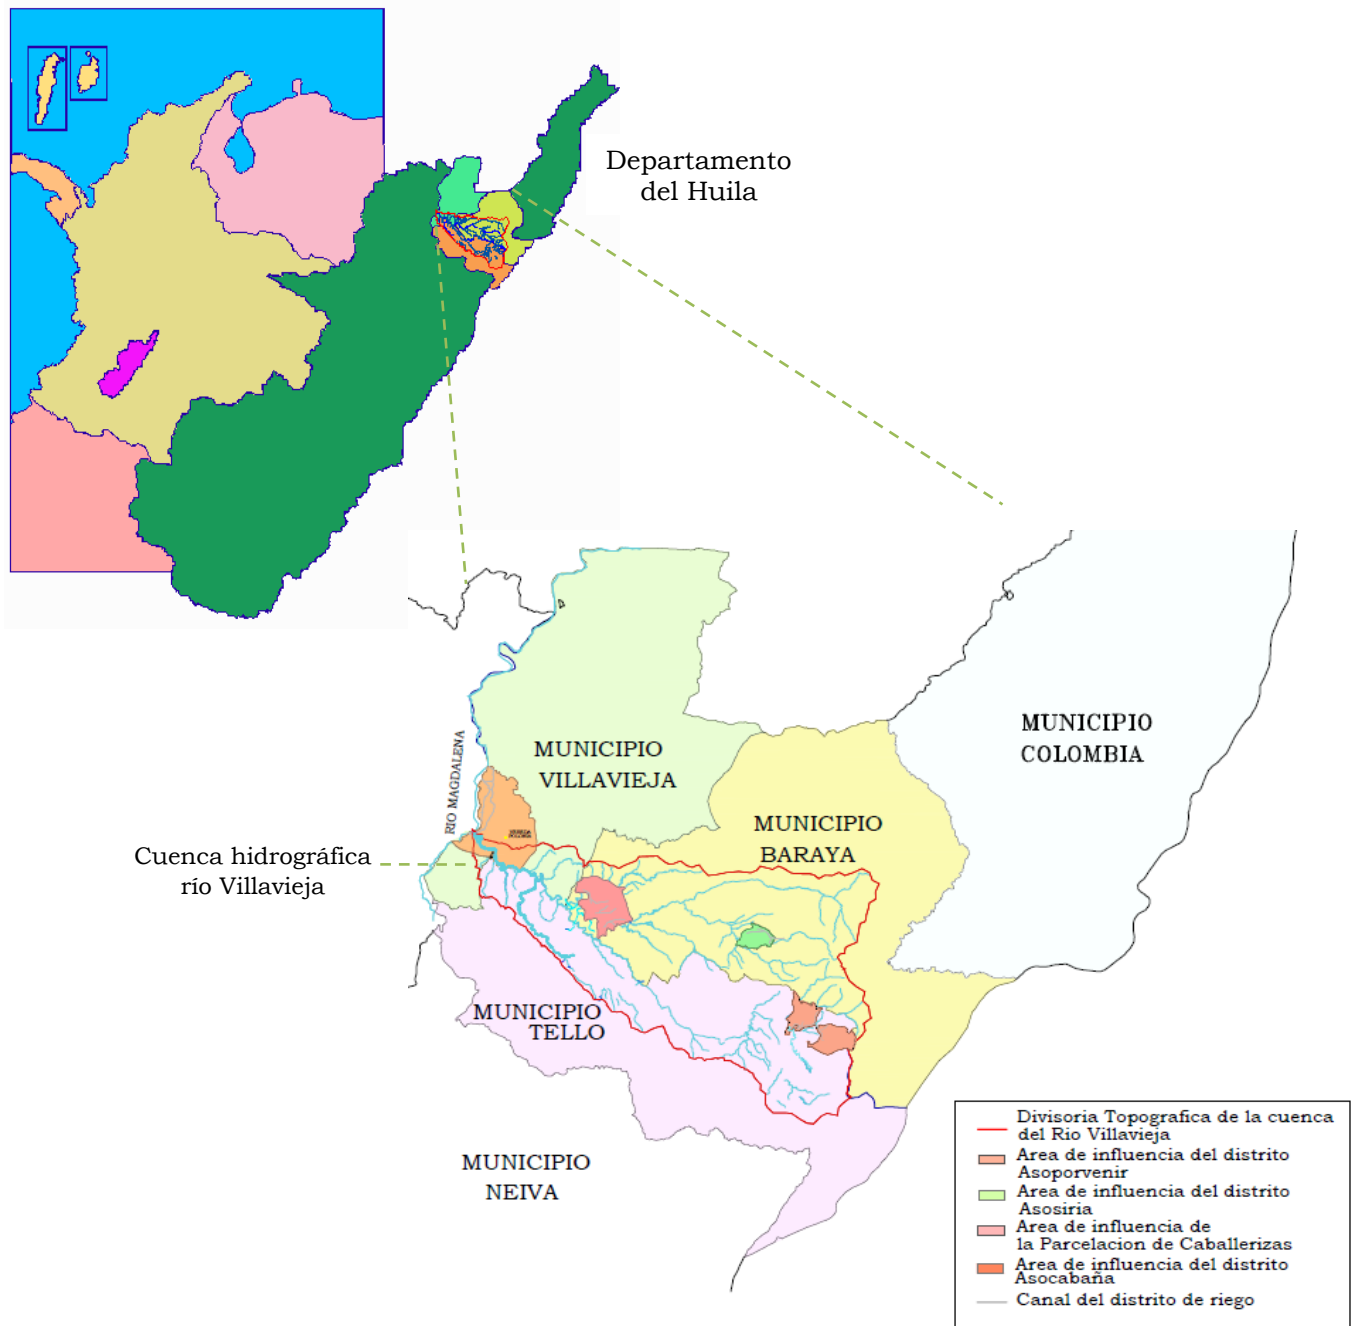 Departamento
del Huila
MUNICIPIO
COLOMBIA
RIO MAGDALENA
MUNICIPIO
VILLAVIEJA
MUNICIPIO
BARAYA
Cuenca hidrográfica
río Villavieja
MUNICIPIO
TELLO
MUNICIPIO
NEIVA
Divisoria Topografica de la cuenca
del Rio Villavieja
Area de influencia del distrito
Asoporvenir
Area de influencia del distrito
Asosiria
Area de influencia de
la Parcelacion de Caballerizas
Area de influencia del distrito
Asocabaña
Canal del distrito de riego